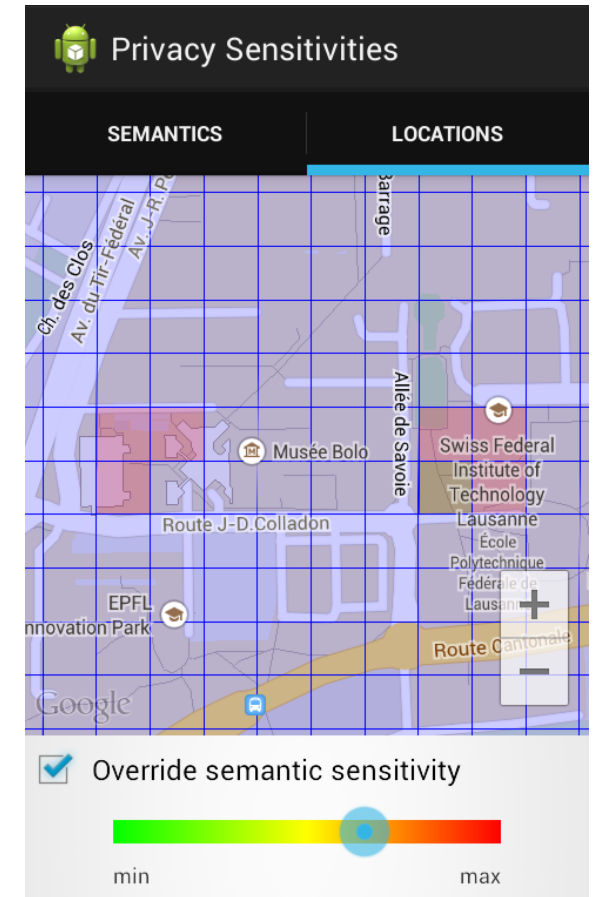 Privacy Sensitivities
SEMANTICS
LOCATIONS
Barrage
Av. J-R.
Av. du Tir-Fédéral
Ch. des Clos
Allée de Savoie
Musée Bolo
Swiss Federal
Institute of
Technology
Lausanne
École
Polytechnique
Fédérale de
Route J-D.Colladon
EPFL
nnovation Park
Route Cantonale
+
−
Google
Override semantic sensitivity
min
max